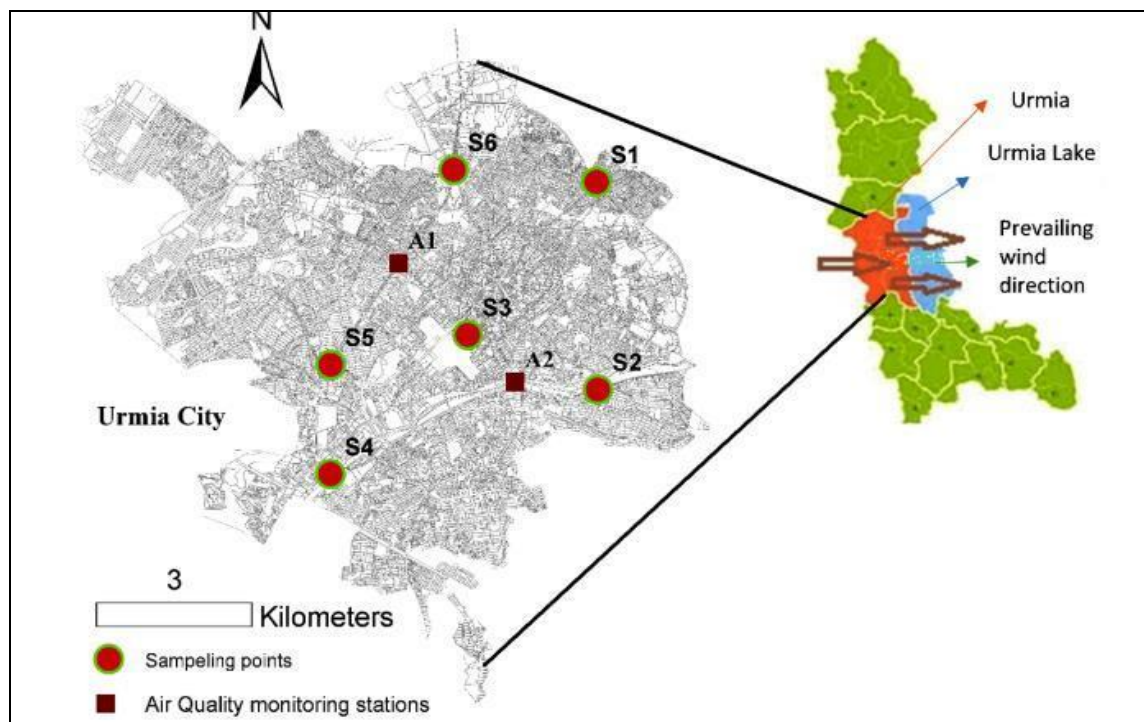 N
S6
S1
A1
S3
S5
A2
S2
Urmia City
S4
3
Kilometers
Sampeling points
Air Quality monitoring stations
Urmia
Urmia Lake
Prevailing
wind
direction